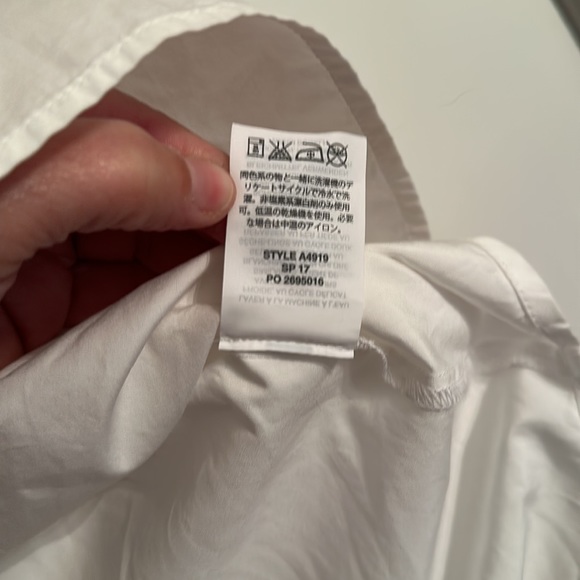 同色系の物と一緒に洗濯機のデ
リケートサイクルで冷水で洗
濯。非塩素系漂白剤のみ使用
可。低温の乾燥機を使用。必要
な場合は中温のアイロン。
STYLE A4919
SP 17
PO 2695016